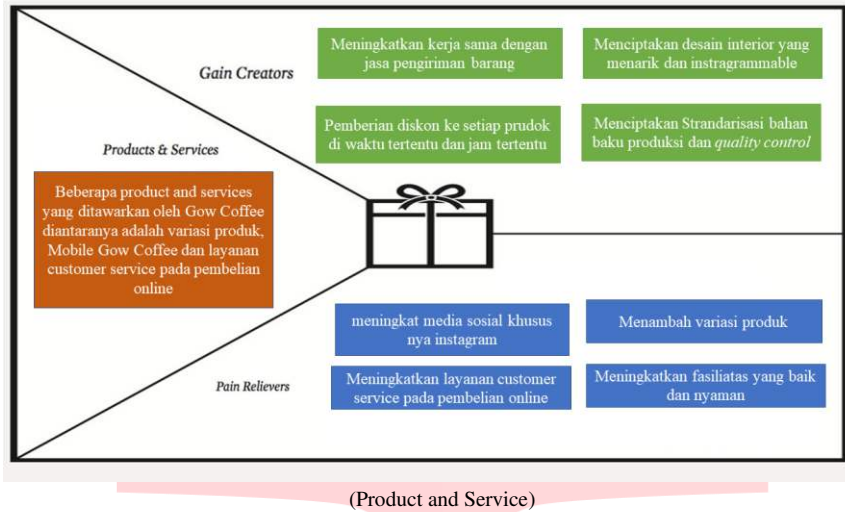 Gain Creators
Meningkatkan kerja sama dengan
jasa pengiriman barang
Menciptakan desain interior yang
menarik dan instragrammable
Pemberian diskon ke setiap prudok
di waktu tertentu dan jam tertentu
Menciptakan Strandarisasi bahan
baku produksi dan quality control
Products & Services
Beberapa product and services
yang ditawarkan oleh Gow Coffee
diantaranya adalah variasi produk,
Mobile Gow Coffee dan layanan
customer service pada pembelian
online
meningkat media sosial khusus
nya instagram
Menambah variasi produk
Pain Relievers
Meningkatkan layanan customer
service pada pembelian online
Meningkatkan fasiliatas yang baik
dan nyaman
(Product and Service)